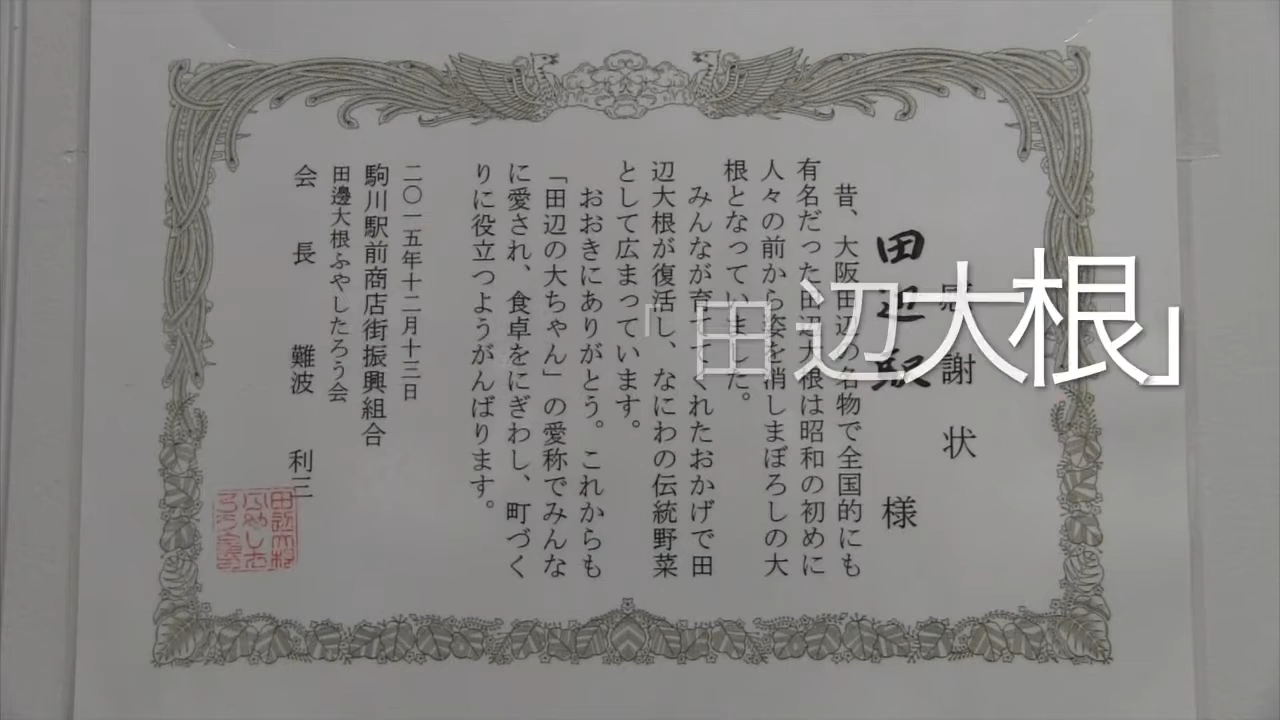 感謝状
田辺駅 様
昔、大阪田辺の名物で全国的にも
有名だった田辺大根は昭和の初めに
人々の前から姿を消しまぼろしの大
根となっていました。
みんなが育ててくれたおかげで田
辺大根が復活し、なにわの伝統野菜
として広まっています。
おおきにありがとう。これからも
「田辺の大ちゃん」の愛称でみんな
に愛され、食卓をにぎわし、町づく
りに役立つようがんばります。
二〇一五年十二月十三日
駒川駅前商店街振興組合
田邊大根ふやしたろう会
会長 難波 利三
「田辺大根」